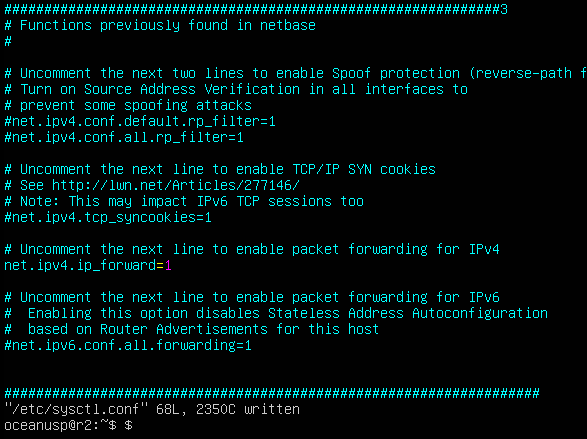 ##############################################################3
# Functions previously found in netbase
#
# Uncomment the next two lines to enable Spoof protection (reverse-path f
# Turn on Source Address Verification in all interfaces to
# prevent some spoofing attacks
#net.ipv4.conf.default.rp_filter=1
#net.ipv4.conf.all.rp_filter=1
# Uncomment the next line to enable TCP/IP SYN cookies
# See http://lwn.net/Articles/277146/
# Note: This may impact IPv6 TCP sessions too
#net.ipv4.tcp_syncookies=1
# Uncomment the next line to enable packet forwarding for IPv4
net.ipv4.ip_forward=1
# Uncomment the next line to enable packet forwarding for IPv6
#  Enabling this option disables Stateless Address Autoconfiguration
#  based on Router Advertisements for this host
#net.ipv6.conf.all.forwarding=1
###################################################################
"/etc/sysctl.conf" 68L, 2350C written
oceanusp@r2:~$ $